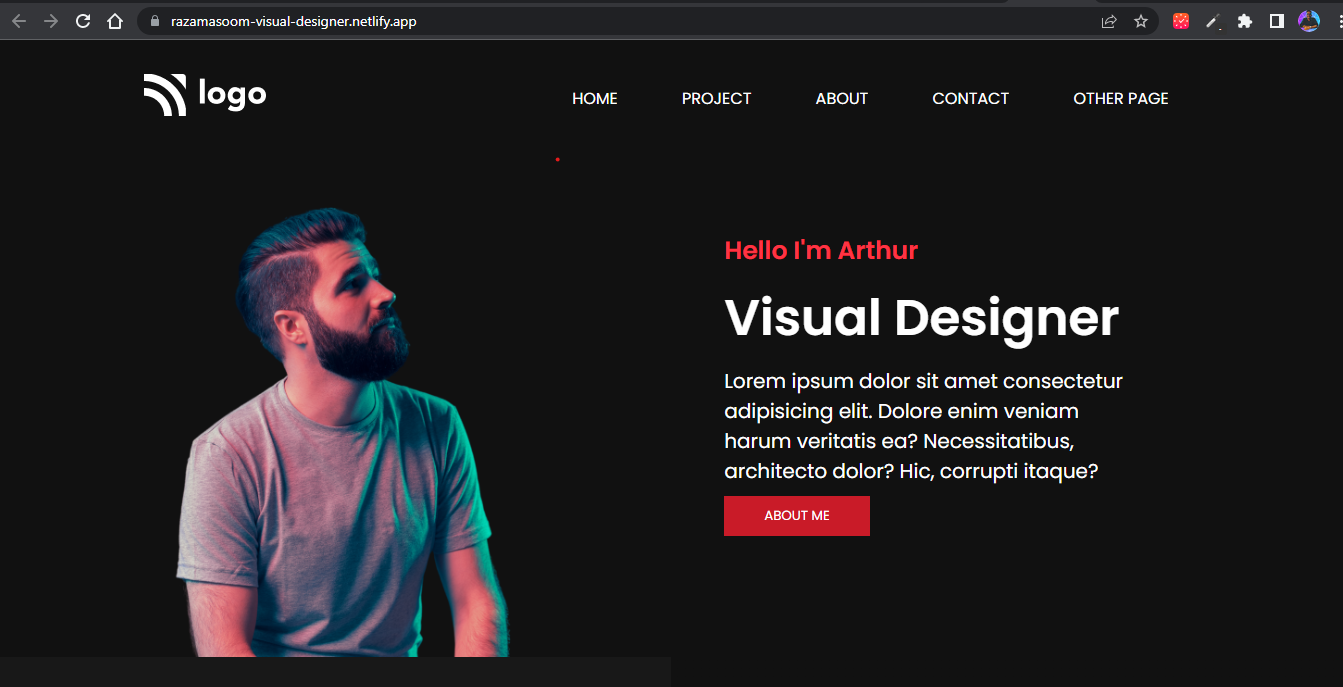 razamasoom-visual-designer.netlify.app
logo
HOME PROJECT ABOUT CONTACT OTHER PAGE
Hello I'm Arthur
Visual Designer
Lorem ipsum dolor sit amet consectetur
adipisicing elit. Dolore enim veniam
harum veritatis ea? Necessitatibus,
architecto dolor? Hic, corrupti itaque?
ABOUT ME